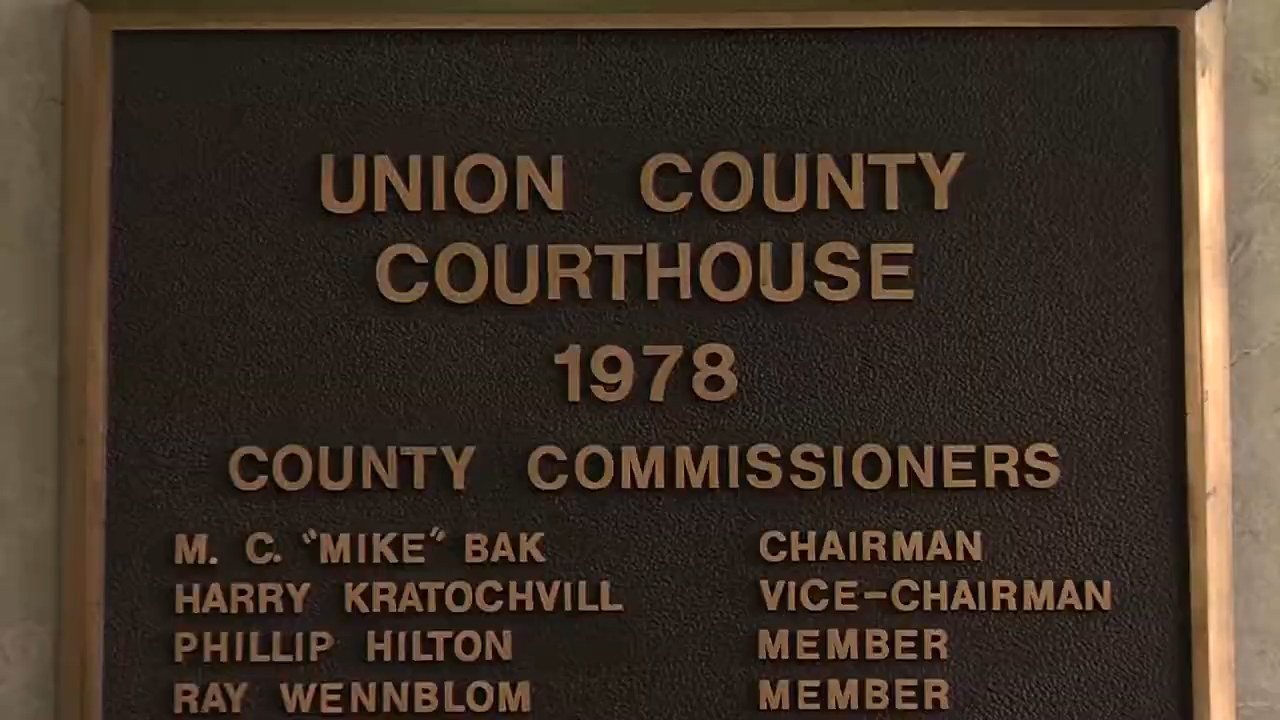 UNION COUNTY
COURTHOUSE
1978
COUNTY COMMISSIONERS
M. C. "MIKE" BAK CHAIRMAN
HARRY KRATOCHVILL VICE-CHAIRMAN
PHILLIP HILTON MEMBER
RAY WENNBLOM MEMBER